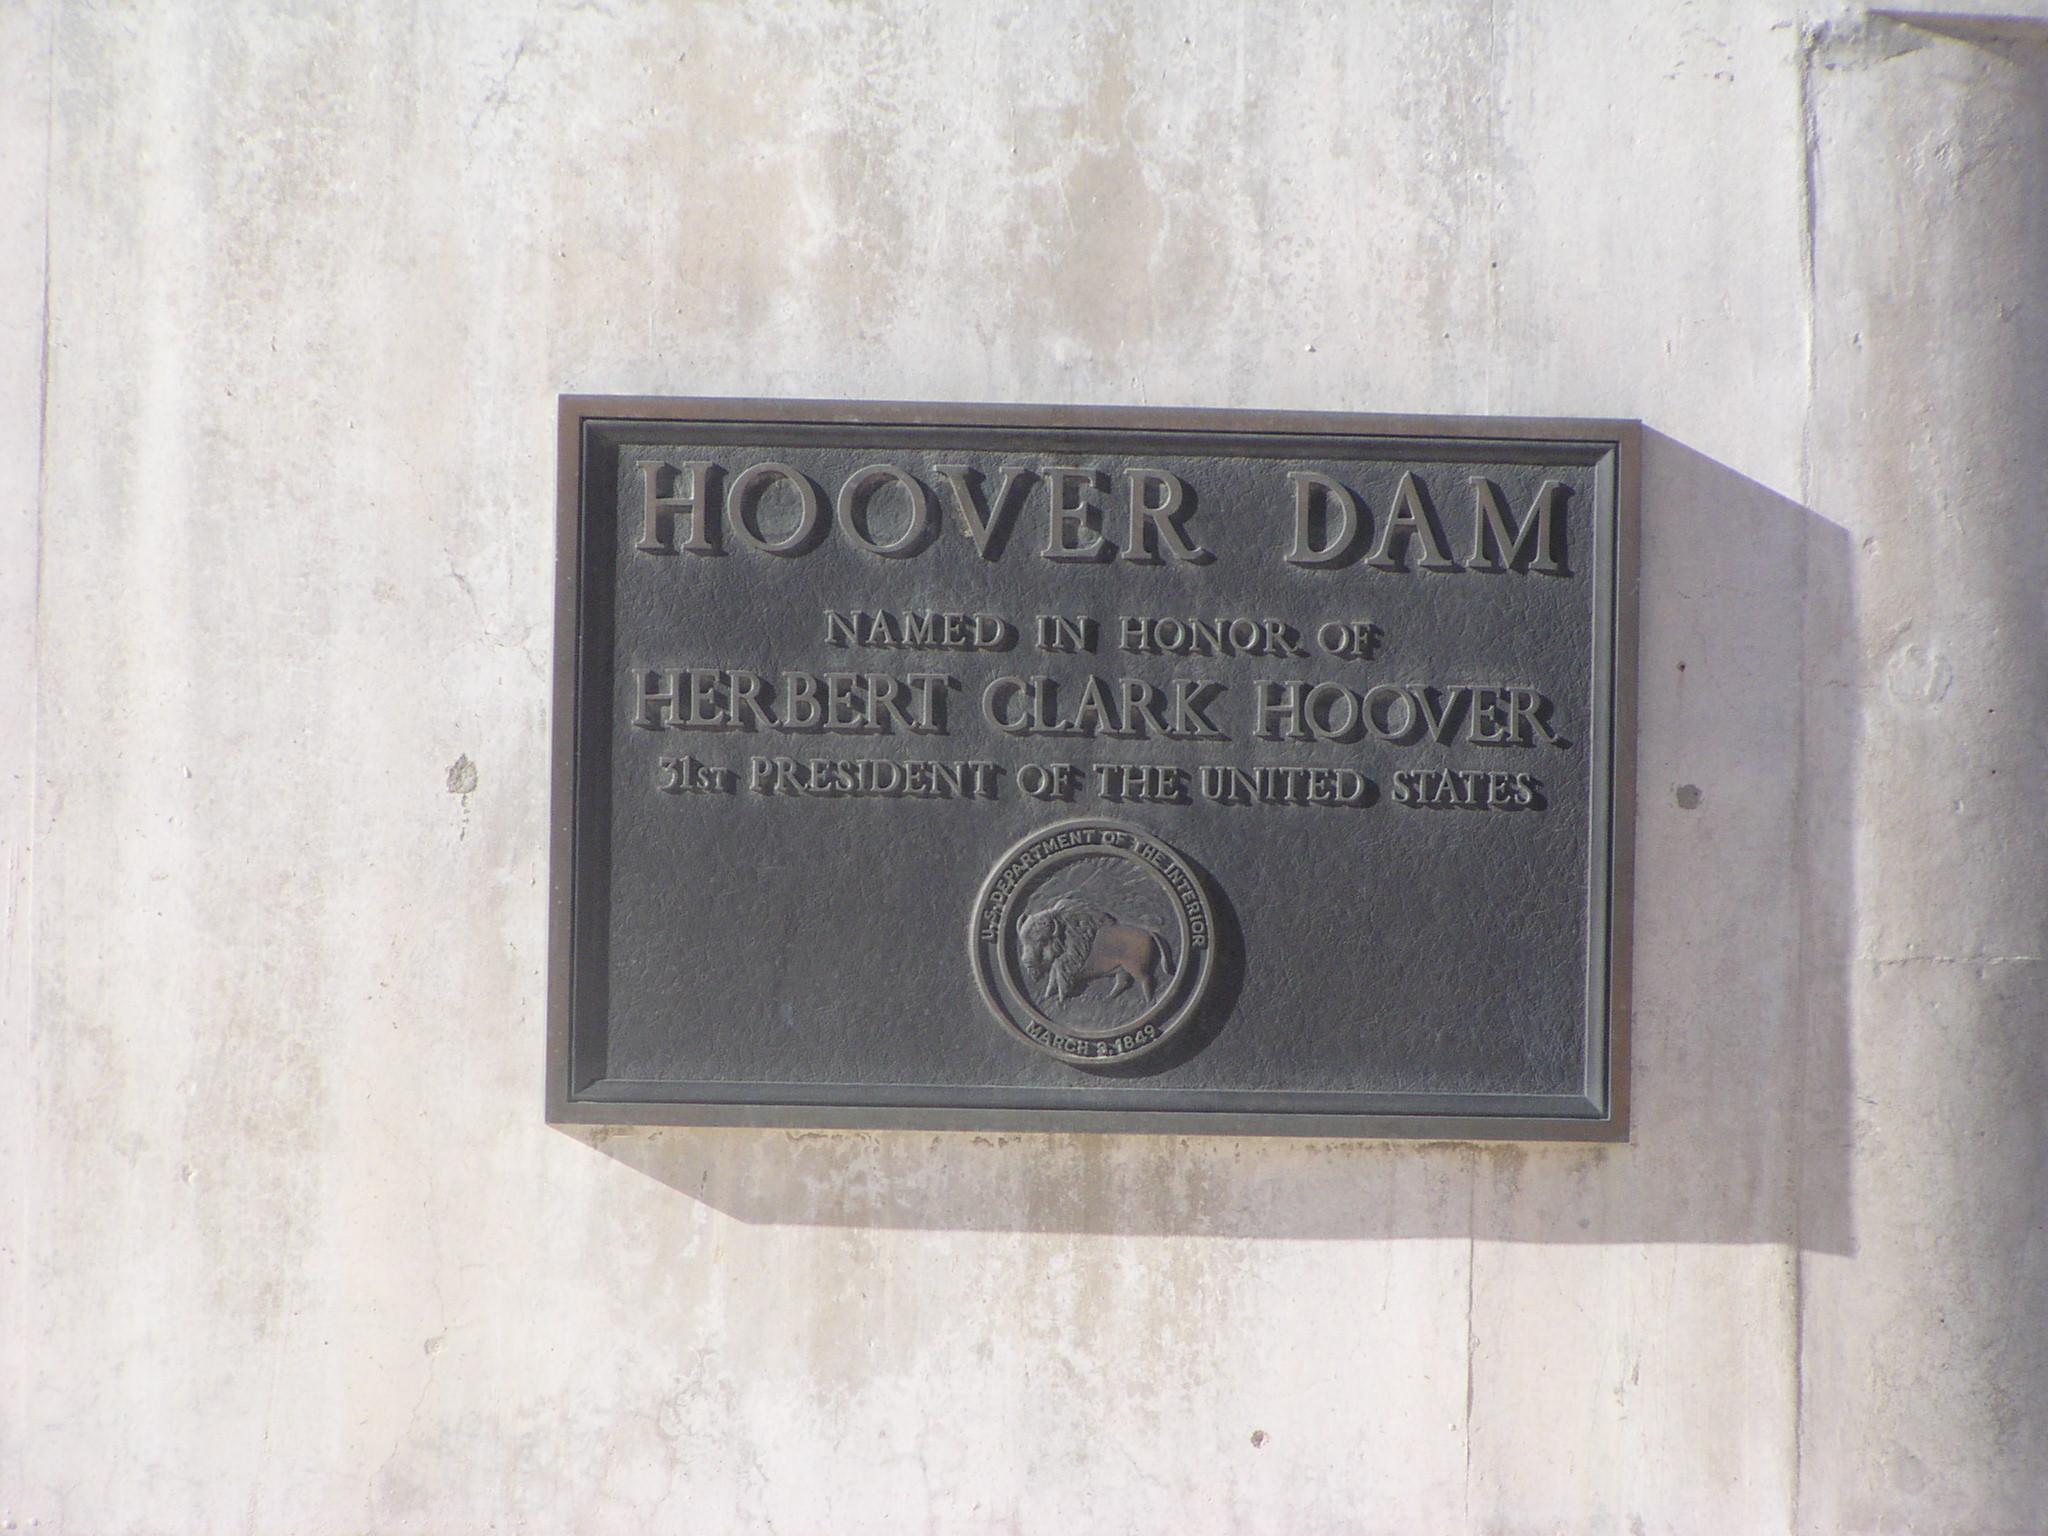 HOOVER DAM
NAMED IN HONOR OF
HERBERT CLARK HOOVER
31ST PRESIDENT OF THE UNITED STATES
U.S. DEPARTMENT OF THE INTERIOR
MARCH 3, 1849